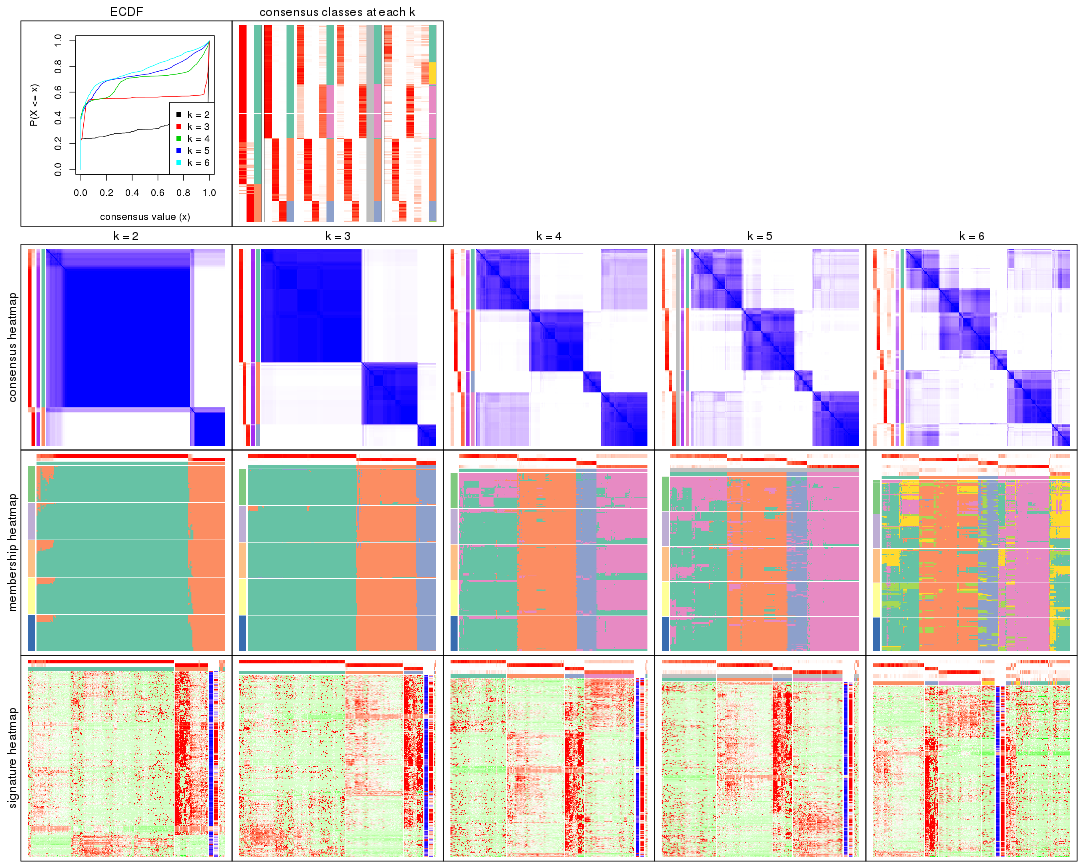 ECDF
consensus classes at each k
P(X <= x)
0.0 0.2 0.4 0.6 0.8 1.0
k = 2
k = 3
k = 4
k = 5
k = 6
0.0 0.2 0.4 0.6 0.8 1.0
consensus value (x)
k = 2
k = 3
k = 4
k = 5
k = 6
consensus heatmap
membership heatmap
signature heatmap